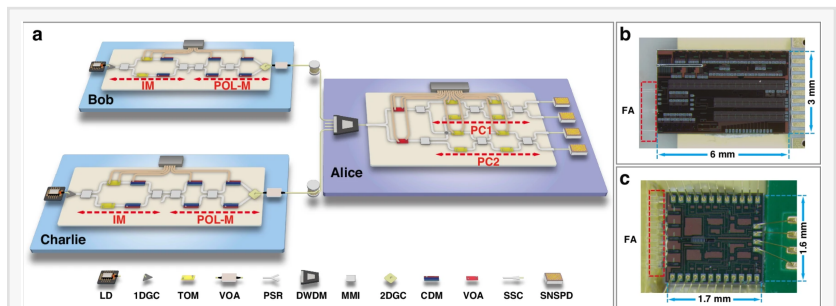 a
IM
POL-M
Bob
IM
POL-M
Charlie
PC1
PC2
Alice
LD
1DGC
TOM
VOA
PSR
DWDM
MMI
2DGC
CDM
VOA
SSC
SNSPD
b
FA
3 mm
6 mm
c
FA
1.6 mm
1.7 mm